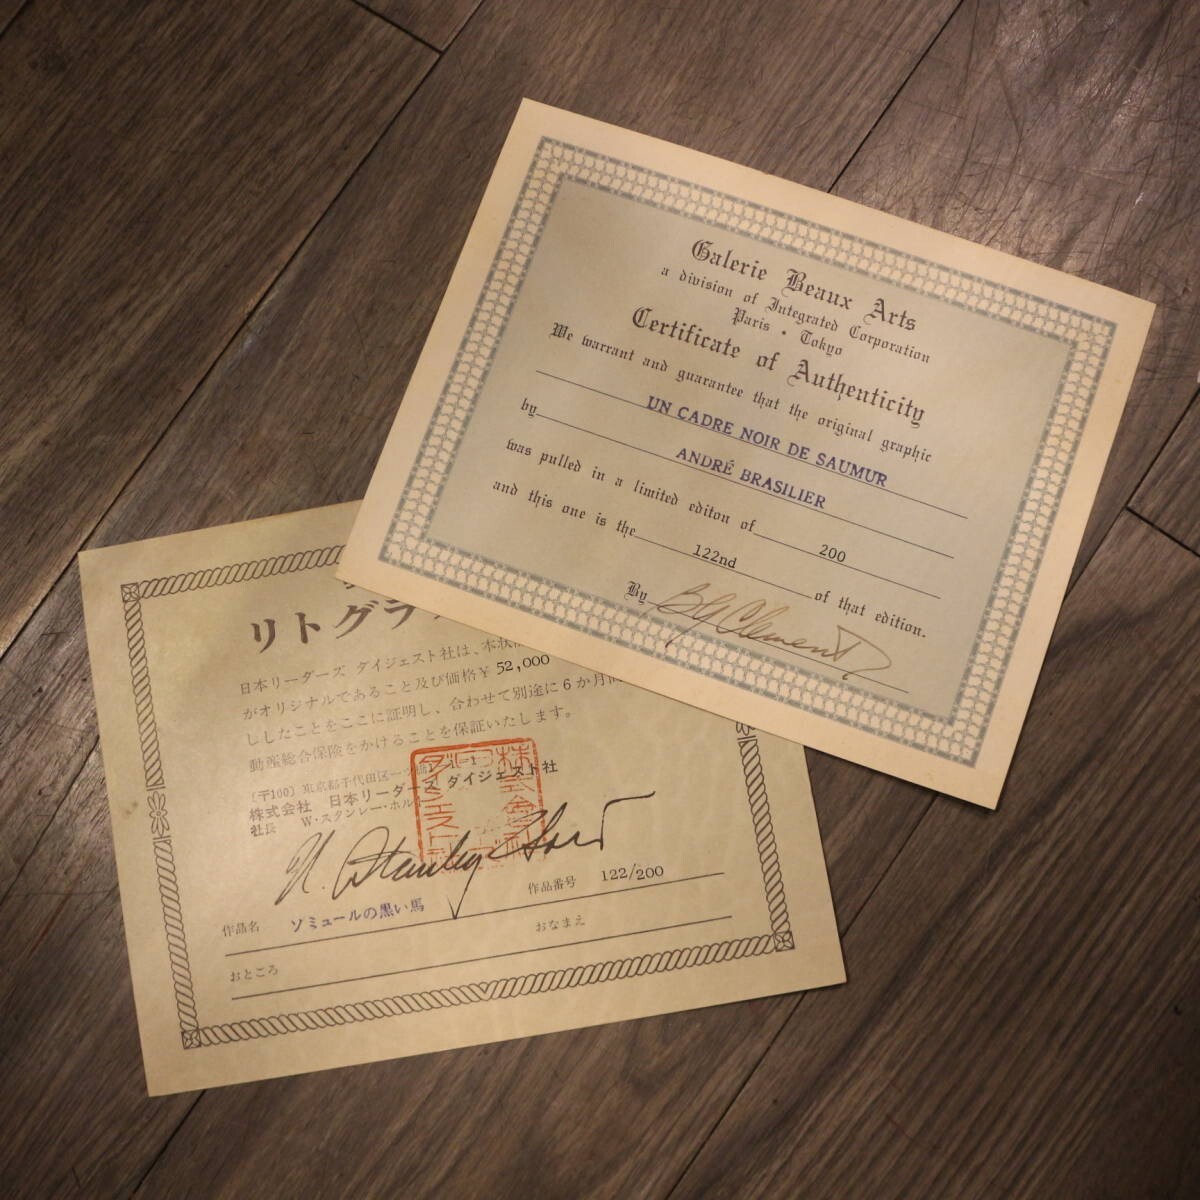 Galerie Beaux Arts
a division of Integrated Corporation
Paris · Tokyo
Certificate of Authenticity
We warrant and guarantee that the original graphic
UN CADRE NOIR DE SAUMUR
by ANDRÉ BRASILIER
was pulled in a limited editon of 200
and this one is the 122nd of that edition.
By
リトグラフ
日本リーダーズ ダイジェスト社は、本状
がオリジナルであること及び価格¥ 52,000
ししたことをここに証明し、合わせて別途に6か月
動産総合保険をかけることを保証いたします。
〔〒100〕東京都千代田区一ツ橋1-1-1
株式会社 日本リーダーズ ダイジェスト社
社長 W・スタンレー・ホル
作品名 ソミュールの黒い馬 作品番号 122/200
おところ おなまえ